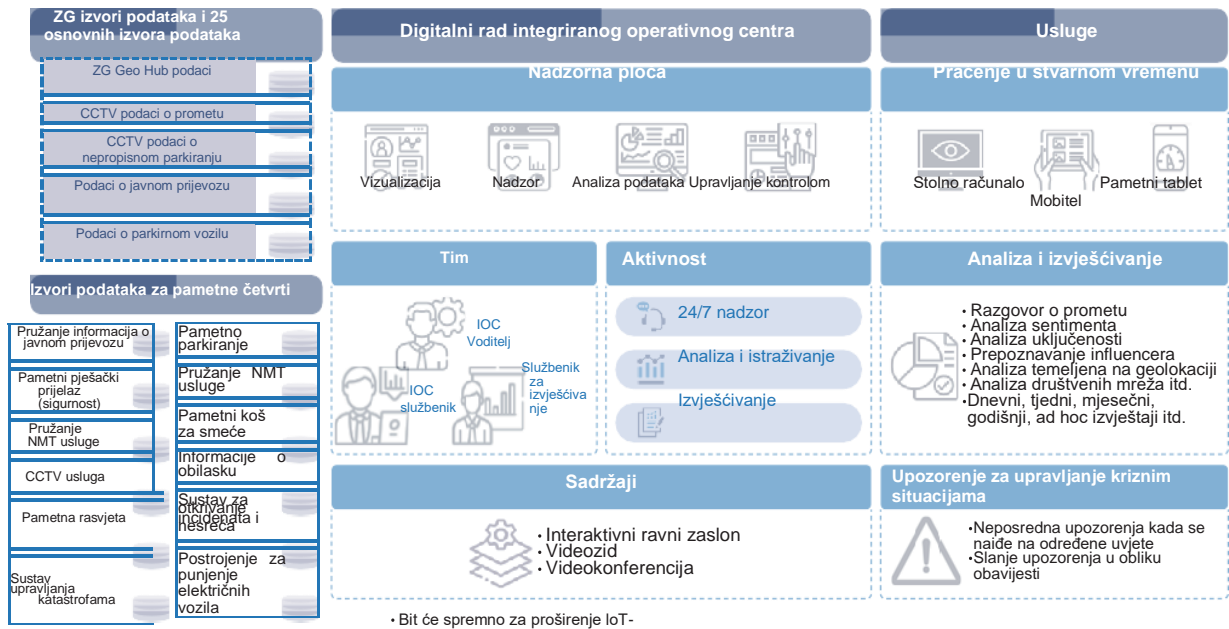 ZG izvori podataka i 25
osnovnih izvora podataka
ZG Geo Hub podaci
CCTV podaci o prometu
CCTV podaci o
nepropisnom parkiranju
Podaci o javnom prijevozu
Podaci o parkirnom vozilu
Izvori podataka za pametne četvrti
Pružanje informacija o
javnom prijevozu
Pametni pješački
prijelaz
(sigurnost)
Pružanje
NMT usluge
CCTV usluga
Pametna rasvjeta
Sustav
upravljanja
katastrofama
Pametno
parkiranje
Pružanje NMT
usluge
Pametni koš
za smeće
Informacije o
obilasku
Sustav za
otkrivanje
incidenata i
nesreća
Postrojenje za
punjenje
električnih
vozila
Digitalni rad integriranog operativnog centra
Nadzorna ploča
Vizualizacija
Nadzor
Analiza podataka
Upravljanje kontrolom
Tim
IOC
Voditelj
IOC
službenik
Službenik
za
izvješćiva
nje
Aktivnost
24/7 nadzor
Analiza i istraživanje
Izvješćivanje
Sadržaji
• Interaktivni ravni zaslon
• Videozid
• Videokonferencija
• Bit će spremno za proširenje IoT-
Usluge
Praćenje u stvarnom vremenu
Stolno računalo
Mobitel
Pametni tablet
Analiza i izvješćivanje
• Razgovor o prometu
• Analiza sentimenta
• Analiza uključenosti
• Prepoznavanje influencera
• Analiza temeljena na geolokaciji
• Analiza društvenih mreža itd.
• Dnevni, tjedni, mjesečni,
godišnji, ad hoc izvještaji itd.
Upozorenje za upravljanje kriznim
situacijama
• Neposredna upozorenja kada se
naiđe na određene uvjete
• Slanje upozorenja u obliku
obavijesti